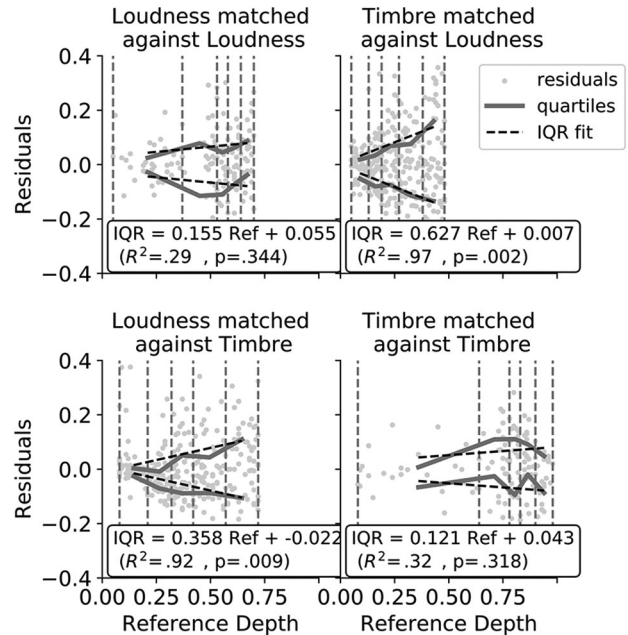 Loudness matched
against Loudness
Timbre matched
against Loudness
residuals
quartiles
IQR fit
Residuals
0.4
0.2
0.0
−0.2
−0.4
IQR = 0.155 Ref + 0.055
(R²=.29 , p=.344)
IQR = 0.627 Ref + 0.007
(R²=.97 , p=.002)
Loudness matched
against Timbre
Timbre matched
against Timbre
Residuals
0.4
0.2
0.0
−0.2
−0.4
IQR = 0.358 Ref + -0.022
(R²=.92 , p=.009)
IQR = 0.121 Ref + 0.043
(R²=.32 , p=.318)
0.00 0.25 0.50 0.75
0.00 0.25 0.50 0.75
Reference Depth
Reference Depth